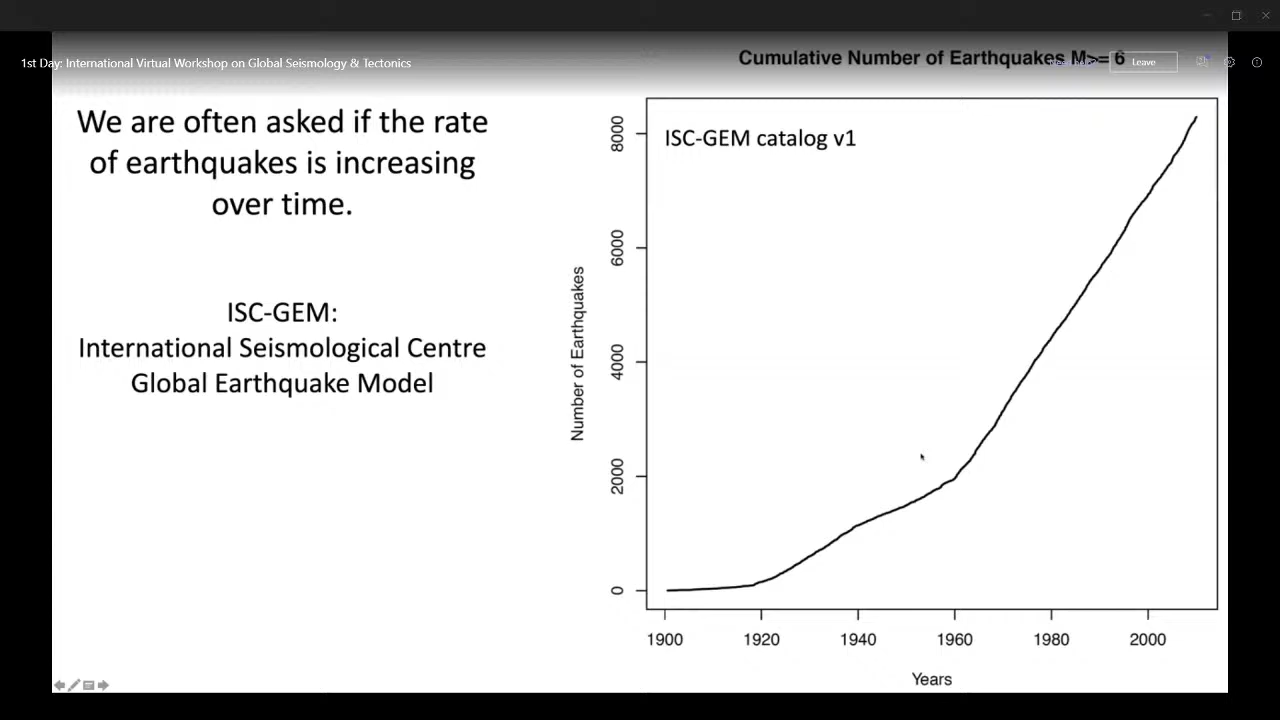 1st Day: International Virtual Workshop on Global Seismology & Tectonics
Leave
Cumulative Number of Earthquakes M>= 6
We are often asked if the rate
of earthquakes is increasing
over time.
ISC-GEM:
International Seismological Centre
Global Earthquake Model
ISC-GEM catalog v1
Number of Earthquakes
8000
6000
4000
2000
0
1900 1920 1940 1960 1980 2000
Years